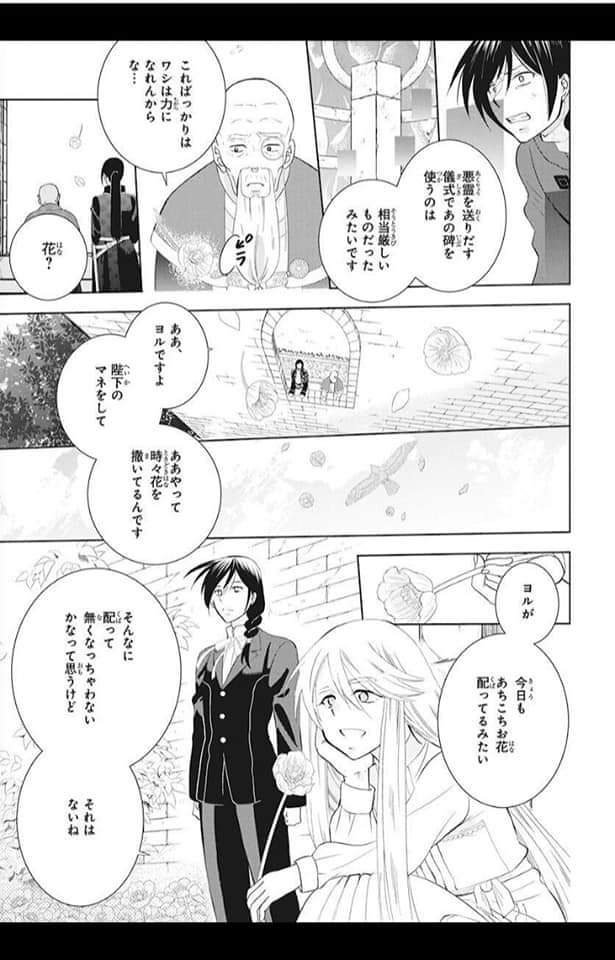 悪霊を送りだす
儀式であの碑を
使うのは
相当厳しい
ものだった
みたいです
こればっかりは
ワシは力に
なれんから
な…
ピラ
花？
ああ、
ヨルですよ
陛下の
マネをして
ああやって
時々花を
撒いてるんです
ヨルが
今日も
あちこちお花
配ってるみたい
そんなに
配って
無くなっちゃわない
かなって思うけど
それは
ないね